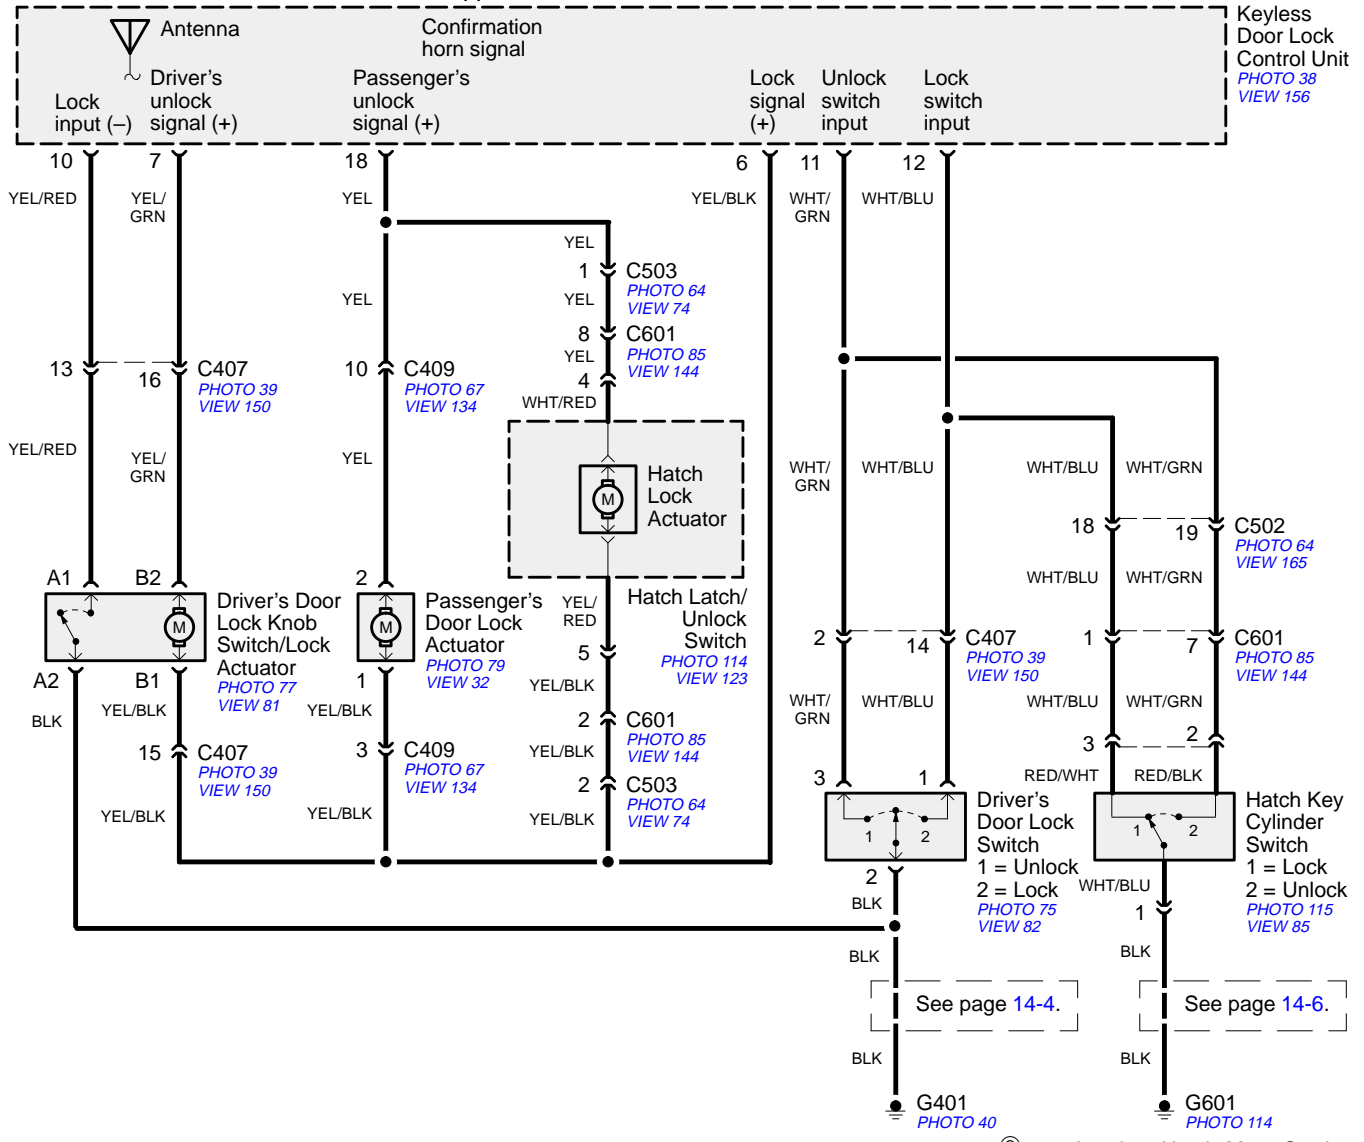 Antenna
Confirmation
horn signal
Keyless
Door Lock
Control Unit
PHOTO 38
VIEW 156
Lock
input (–)
Driver's
unlock
signal (+)
Passenger's
unlock
signal (+)
Lock
signal
(+)
Unlock
switch
input
Lock
switch
input
10
7
18
6
11
12
YEL/RED
YEL/
GRN
YEL
YEL/BLK
WHT/
GRN
WHT/BLU
YEL
1
C503
PHOTO 64
VIEW 74
YEL
YEL
8
C601
PHOTO 85
VIEW 144
YEL
4
WHT/RED
13
16
C407
PHOTO 39
VIEW 150
10
C409
PHOTO 67
VIEW 134
YEL/RED
YEL/
GRN
YEL
M
Hatch
Lock
Actuator
WHT/
GRN
WHT/BLU
WHT/BLU
WHT/GRN
18
19
C502
PHOTO 64
VIEW 165
WHT/BLU
WHT/GRN
A1
B2
M
Driver's Door
Lock Knob
Switch/Lock
Actuator
PHOTO 77
VIEW 81
2
M
Passenger's
Door Lock
Actuator
PHOTO 79
VIEW 32
YEL/
RED
Hatch Latch/
Unlock
Switch
PHOTO 114
VIEW 123
5
2
14
C407
PHOTO 39
VIEW 150
1
7
C601
PHOTO 85
VIEW 144
A2
B1
BLK
YEL/BLK
1
YEL/BLK
YEL/BLK
WHT/
GRN
WHT/BLU
WHT/BLU
WHT/GRN
15
C407
PHOTO 39
VIEW 150
3
C409
PHOTO 67
VIEW 134
2
C601
PHOTO 85
VIEW 144
YEL/BLK
2
C503
PHOTO 64
VIEW 74
YEL/BLK
YEL/BLK
YEL/BLK
3
2
RED/WHT
RED/BLK
3
1
1
2
Driver's
Door Lock
Switch
1 = Unlock
2 = Lock
PHOTO 75
VIEW 82
1
2
Hatch Key
Cylinder
Switch
1 = Lock
2 = Unlock
PHOTO 115
VIEW 85
2
BLK
WHT/BLU
1
BLK
BLK
See page 14-4.
See page 14-6.
BLK
BLK
G401
PHOTO 40
G601
PHOTO 114